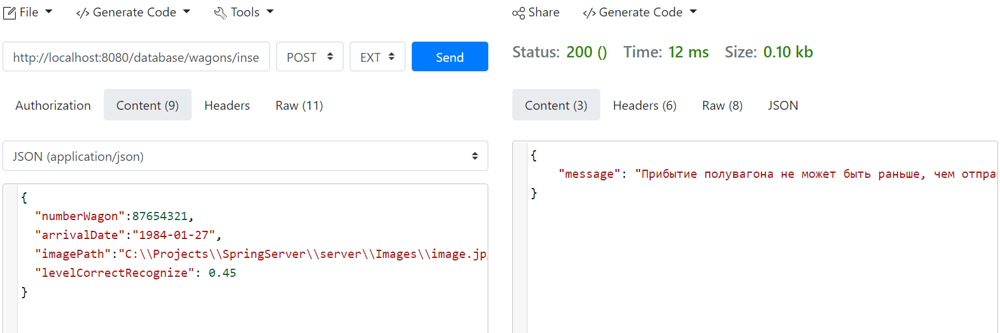 File
</> Generate Code
Tools
http://localhost:8080/database/wagons/inse
POST
EXT
Send
Authorization
Content (9)
Headers
Raw (11)
JSON (application/json)
{
"numberWagon":87654321,
"arrivalDate":"1984-01-27",
"imagePath":"C:\\Projects\\SpringServer\\server\\Images\\image.jp
"levelCorrectRecognize": 0.45
}
Share
</> Generate Code
Status: 200 () Time: 12 ms Size: 0.10 kb
Content (3)
Headers (6)
Raw (8)
JSON
{
"message": "Прибытие полувагона не может быть раньше, чем отпра
}